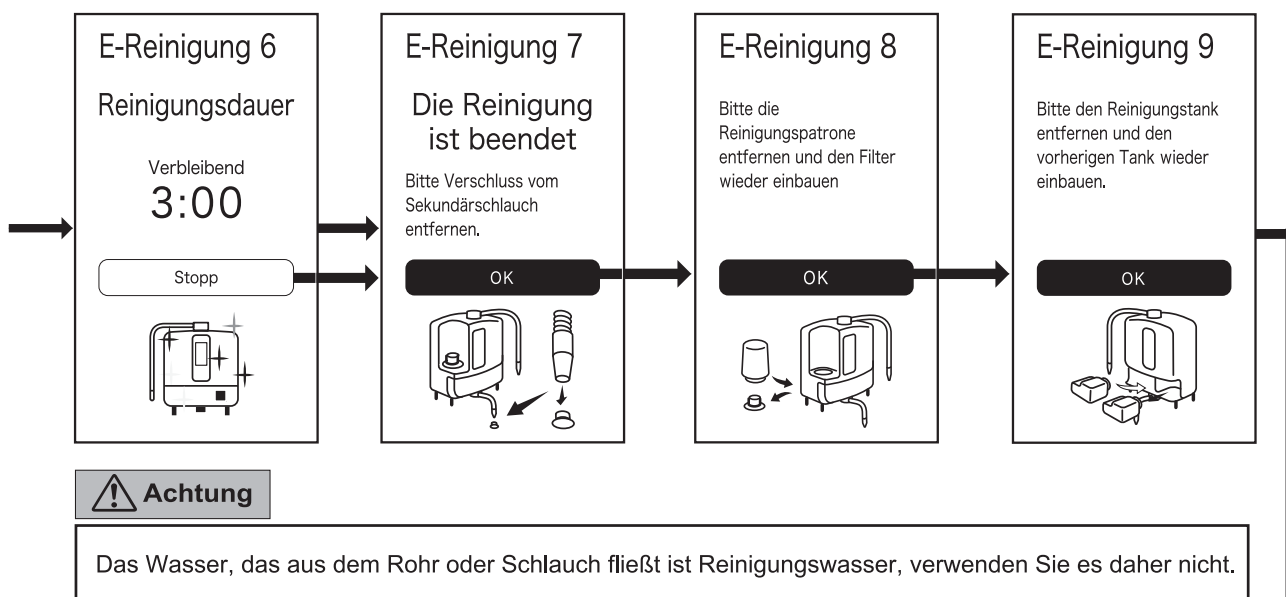 E-Reinigung 6
Reinigungsdauer
Verbleibend
3:00
Stopp
E-Reinigung 7
Die Reinigung
ist beendet
Bitte Verschluss vom
Sekundärschlauch
entfernen.
OK
E-Reinigung 8
Bitte die
Reinigungspatrone
entfernen und den Filter
wieder einbauen
OK
E-Reinigung 9
Bitte den Reinigungstank
entfernen und den
vorherigen Tank wieder
einbauen.
OK
Achtung
Das Wasser, das aus dem Rohr oder Schlauch fließt ist Reinigungswasser, verwenden Sie es daher nicht.